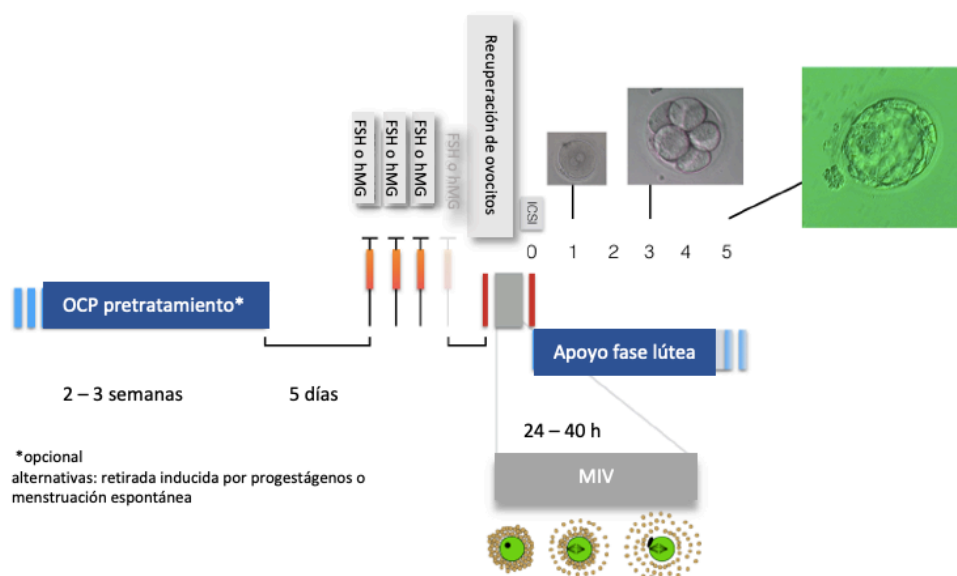 FSH o hMG
FSH o hMG
FSH o hMG
FSH o hMG
Recuperación de ovocitos
ICSI
0 1 2 3 4 5
OCP pretratamiento*
Apoyo fase lútea
2 – 3 semanas
5 días
24 – 40 h
MIV
*opcional
alternativas: retirada inducida por progestágenos o
menstruación espontánea